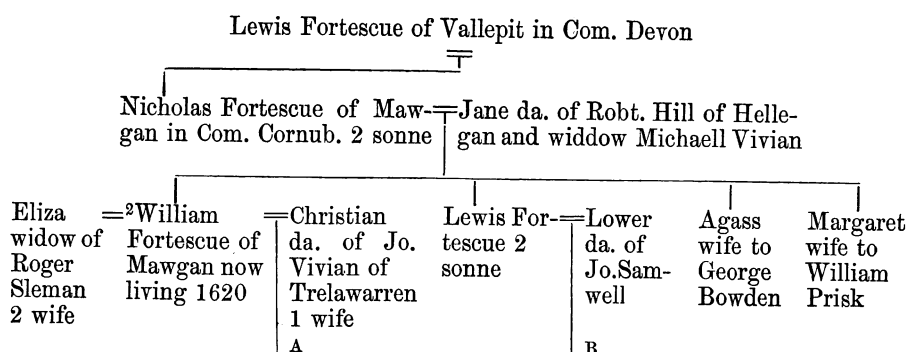 Lewis Fortescue of Vallepit in Com. Devon
Nicholas Fortescue of Maw-
gan in Com. Cornub. 2 sonne
Jane da. of Robt. Hill of Helle-
gan and widdow Michaell Vivian
Eliza
widow of
Roger
Sleman
2 wife
=²William
Fortescue of
Mawgan now
living 1620
=Christian
da. of Jo.
Vivian of
Trelawarren
1 wife
A
Lewis For-
tescue 2
sonne
=Lower
da. of
Jo.Sam-
well
B
Agass
wife to
George
Bowden
Margaret
wife to
William
Prisk